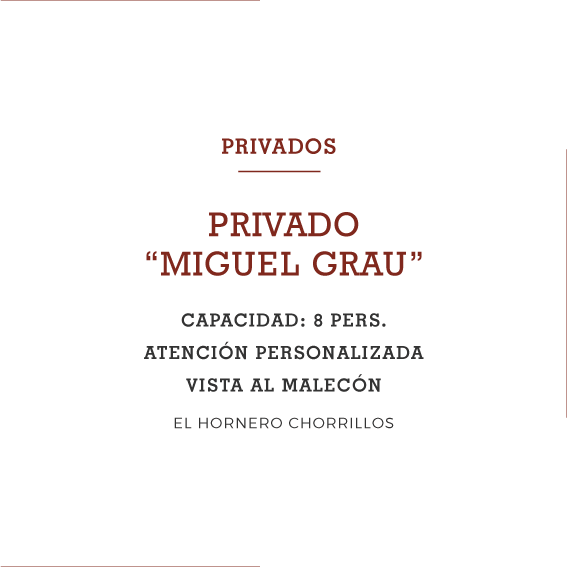 PRIVADOS
PRIVADO
“MIGUEL GRAU”
CAPACIDAD: 8 PERS.
ATENCIÓN PERSONALIZADA
VISTA AL MALECÓN
EL HORNERO CHORRILLOS